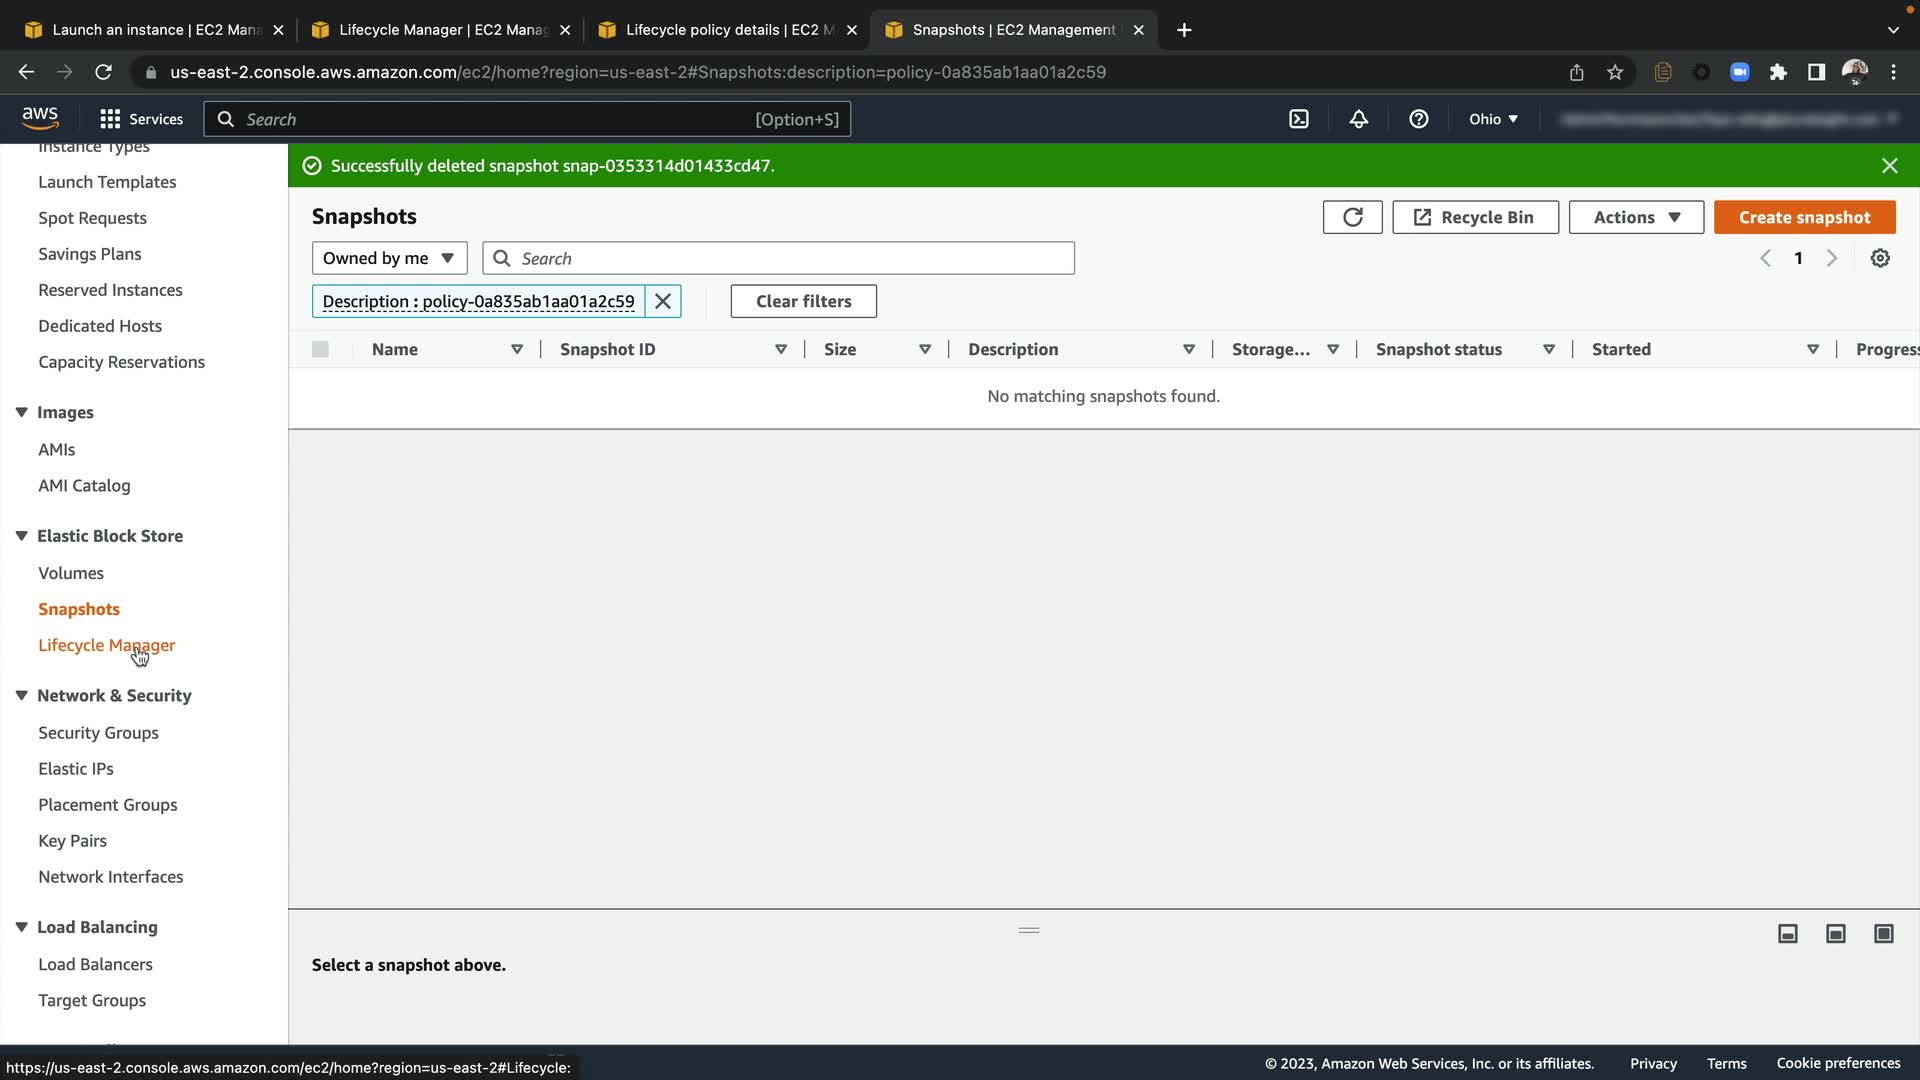 Launch an instance | EC2 Mana
Lifecycle Manager | EC2 Manag
Lifecycle policy details | EC2 M
Snapshots | EC2 Management
us-east-2.console.aws.amazon.com/ec2/home?region=us-east-2#Snapshots:description=policy-0a835ab1aa01a2c59
aws
Services
Search
[Option+S]
Ohio
Instance Types
Launch Templates
Spot Requests
Savings Plans
Reserved Instances
Dedicated Hosts
Capacity Reservations
Images
AMIs
AMI Catalog
Elastic Block Store
Volumes
Snapshots
Lifecycle Manager
Network & Security
Security Groups
Elastic IPs
Placement Groups
Key Pairs
Network Interfaces
Load Balancing
Load Balancers
Target Groups
Successfully deleted snapshot snap-0353314d01433cd47.
Snapshots
Recycle Bin
Actions
Create snapshot
Owned by me
Search
1
Description : policy-0a835ab1aa01a2c59
Clear filters
Name
Snapshot ID
Size
Description
Storage...
Snapshot status
Started
Progress
No matching snapshots found.
Select a snapshot above.
https://us-east-2.console.aws.amazon.com/ec2/home?region=us-east-2#Lifecycle:
© 2023, Amazon Web Services, Inc. or its affiliates.
Privacy
Terms
Cookie preferences